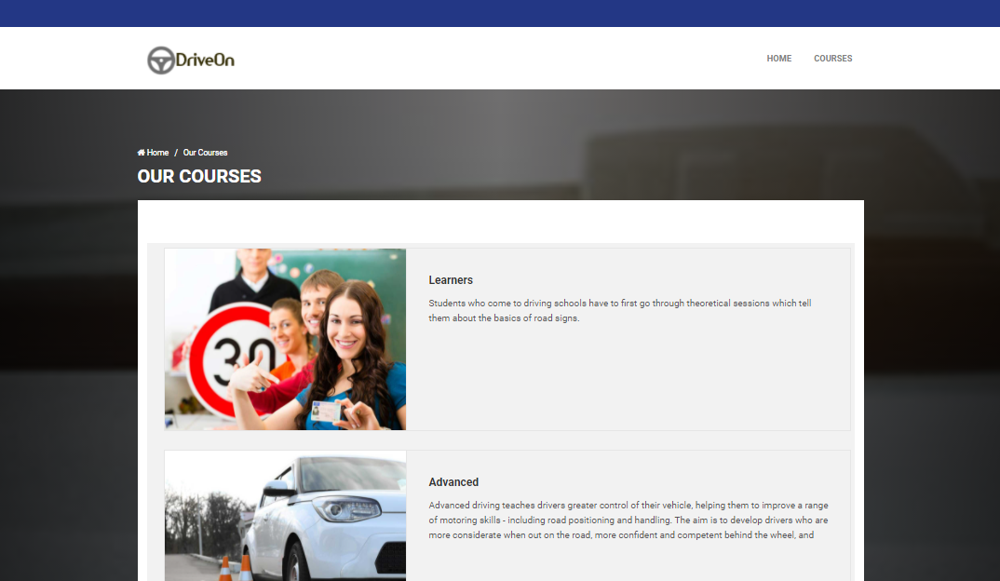 DriveOn
HOME COURSES
Home / Our Courses
OUR COURSES
30
Learners
Students who come to driving schools have to first go through theoretical sessions which tell
them about the basics of road signs.
Advanced
Advanced driving teaches drivers greater control of their vehicle, helping them to improve a range
of motoring skills - including road positioning and handling. The aim is to develop drivers who are
more considerate when out on the road, more confident and competent behind the wheel, and